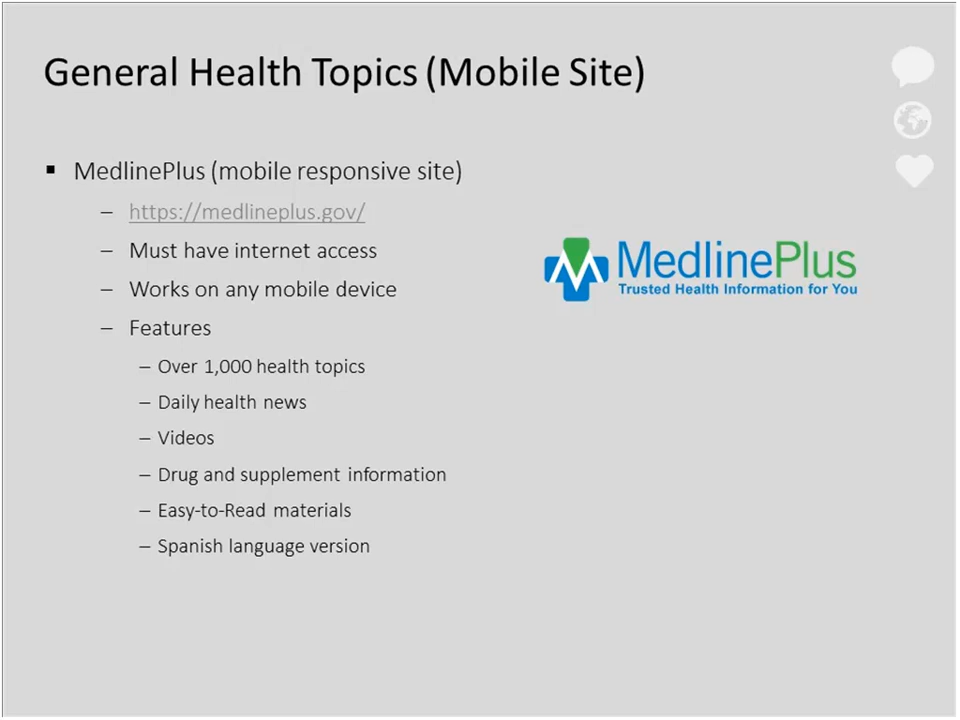 General Health Topics (Mobile Site)
▪ MedlinePlus (mobile responsive site)
– https://medlineplus.gov/
– Must have internet access
– Works on any mobile device
– Features
– Over 1,000 health topics
– Daily health news
– Videos
– Drug and supplement information
– Easy-to-Read materials
– Spanish language version
MedlinePlus
Trusted Health Information for You